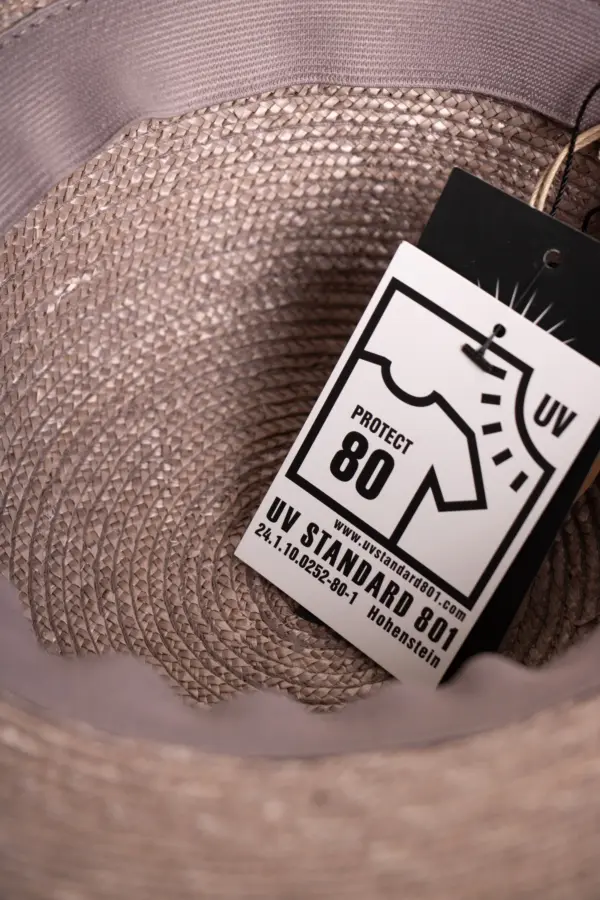 UV
PROTECT
80
www.uvstandard801.com
UV STANDARD 801
24.1.10.0252-80-1 Hohenstein